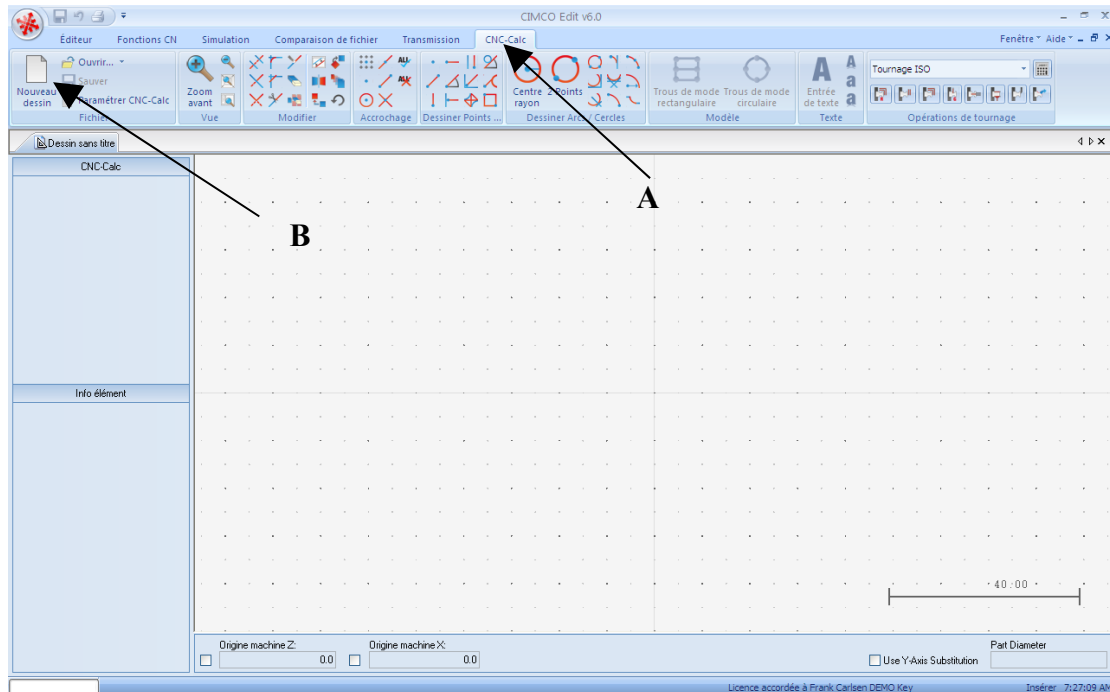 CIMCO Edit v6.0
Éditeur Fonctions CN Simulation Comparaison de fichier Transmission CNC-Calc Fenêtre Aide
Nouveau dessin
Ouvrir...
Sauver
Paramétrer CNC-Calc
Fichier
Zoom avant
Vue
Modifier
Accrochage
Dessiner Points ...
Centre rayon
2 Points
Dessiner Arcs / Cercles
Trous de mode rectangulaire
Trous de mode circulaire
Modèle
Entrée de texte
A
A
a
a
Texte
Tournage ISO
Opérations de tournage
Dessin sans titre
CNC-Calc
A
B
Info élément
40.00
Origine machine Z:
0.0
Origine machine X:
0.0
Use Y-Axis Substitution
Part Diameter
Licence accordée à Frank Carlsen DEMO Key Insérer 7:27:09 AM